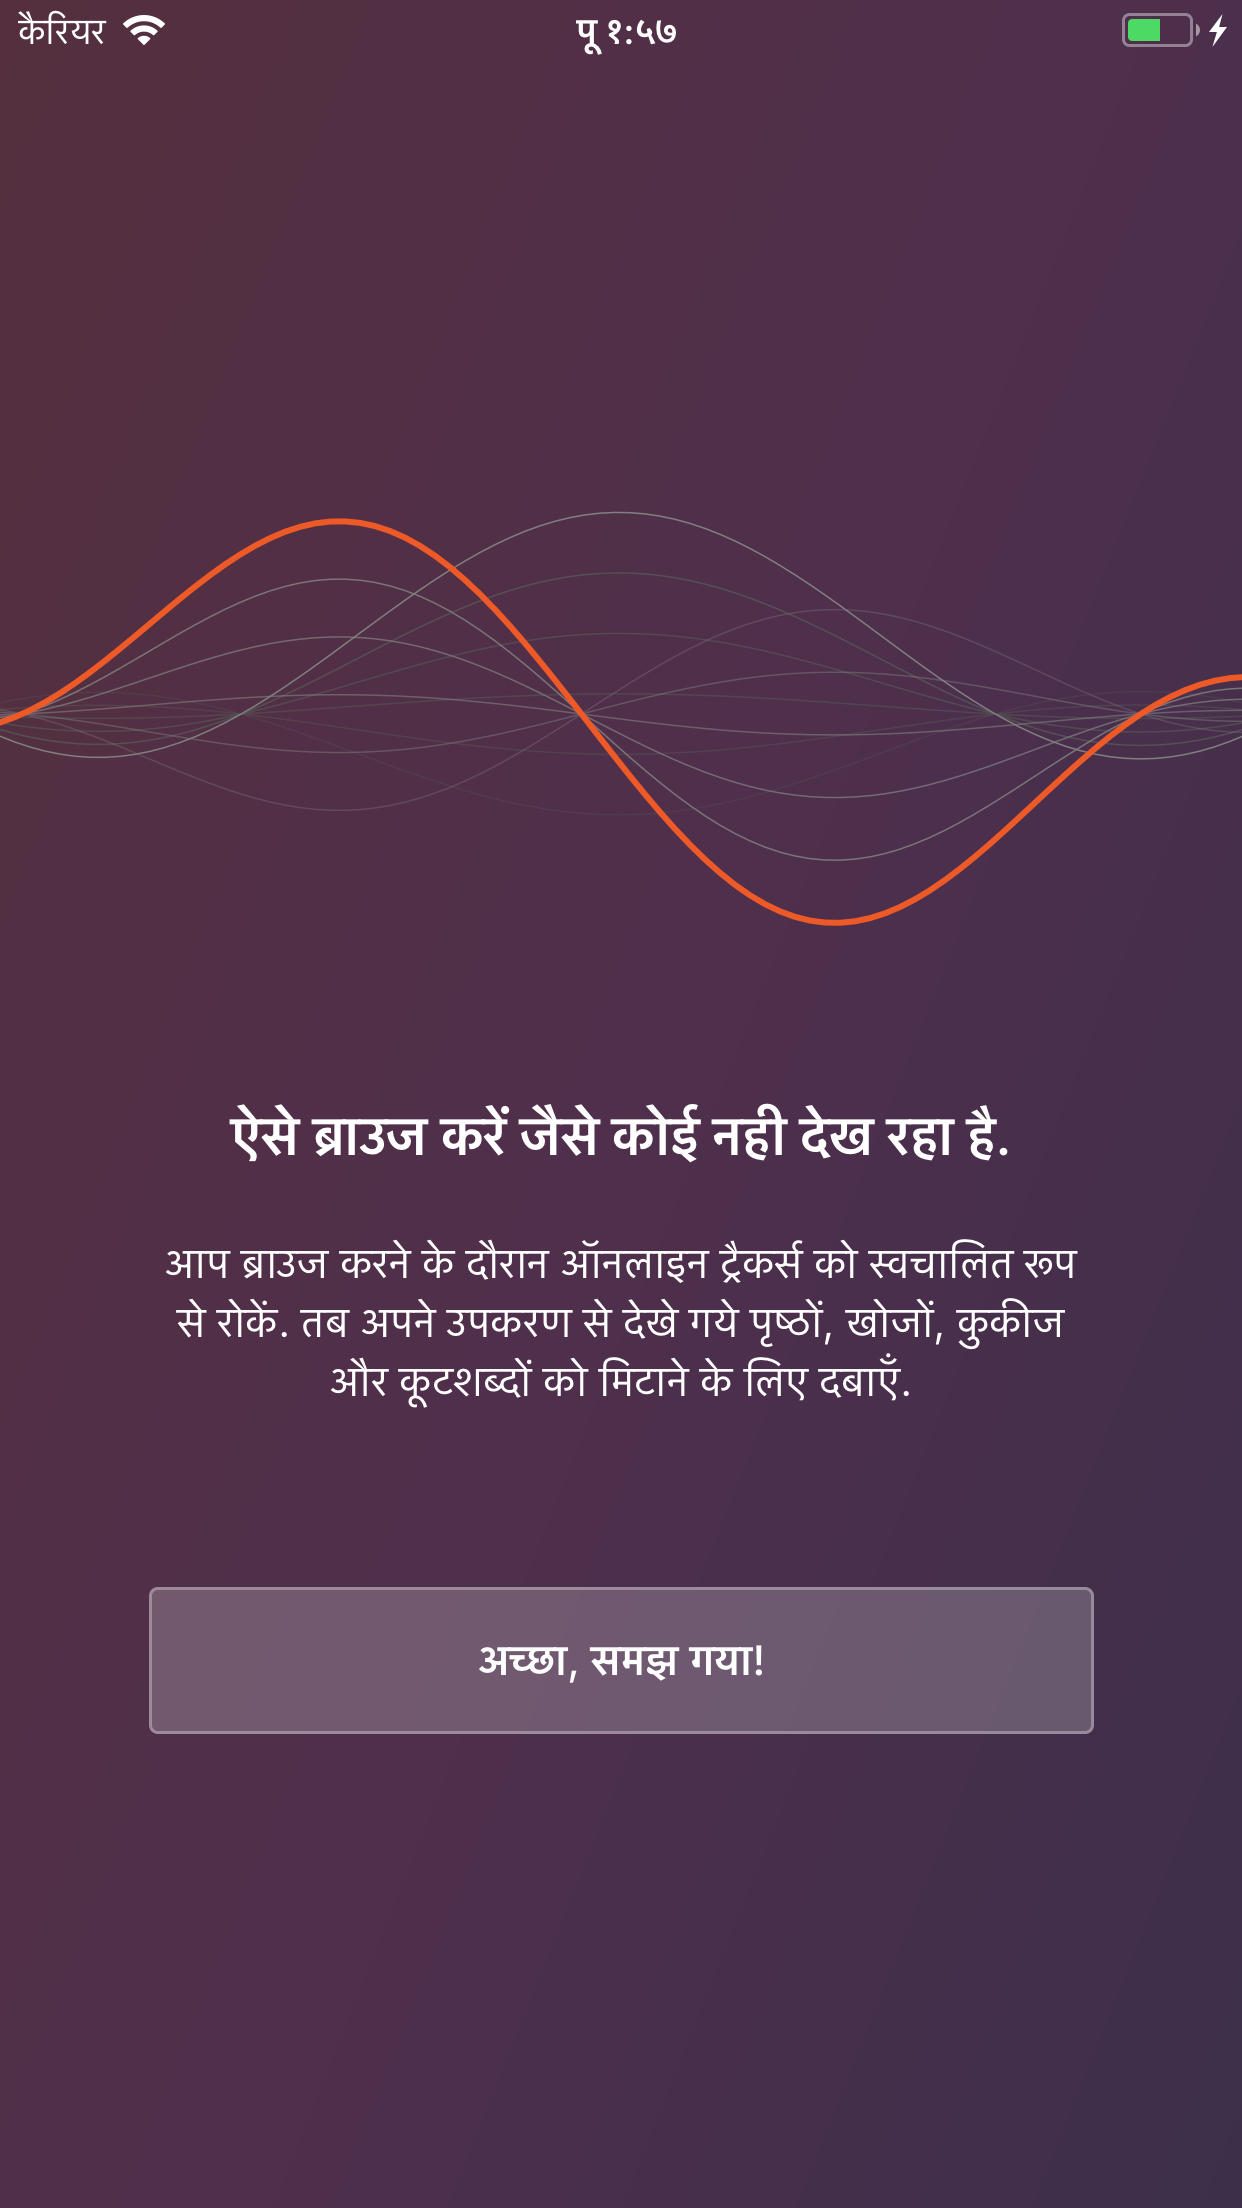 कैरियर
पू १:५७
ऐसे ब्राउज करें जैसे कोई नही देख रहा है.
आप ब्राउज करने के दौरान ऑनलाइन ट्रैकर्स को स्वचालित रूप
से रोकें. तब अपने उपकरण से देखे गये पृष्ठों, खोजों, कुकीज
और कूटशब्दों को मिटाने के लिए दबाएँ.
अच्छा, समझ गया!